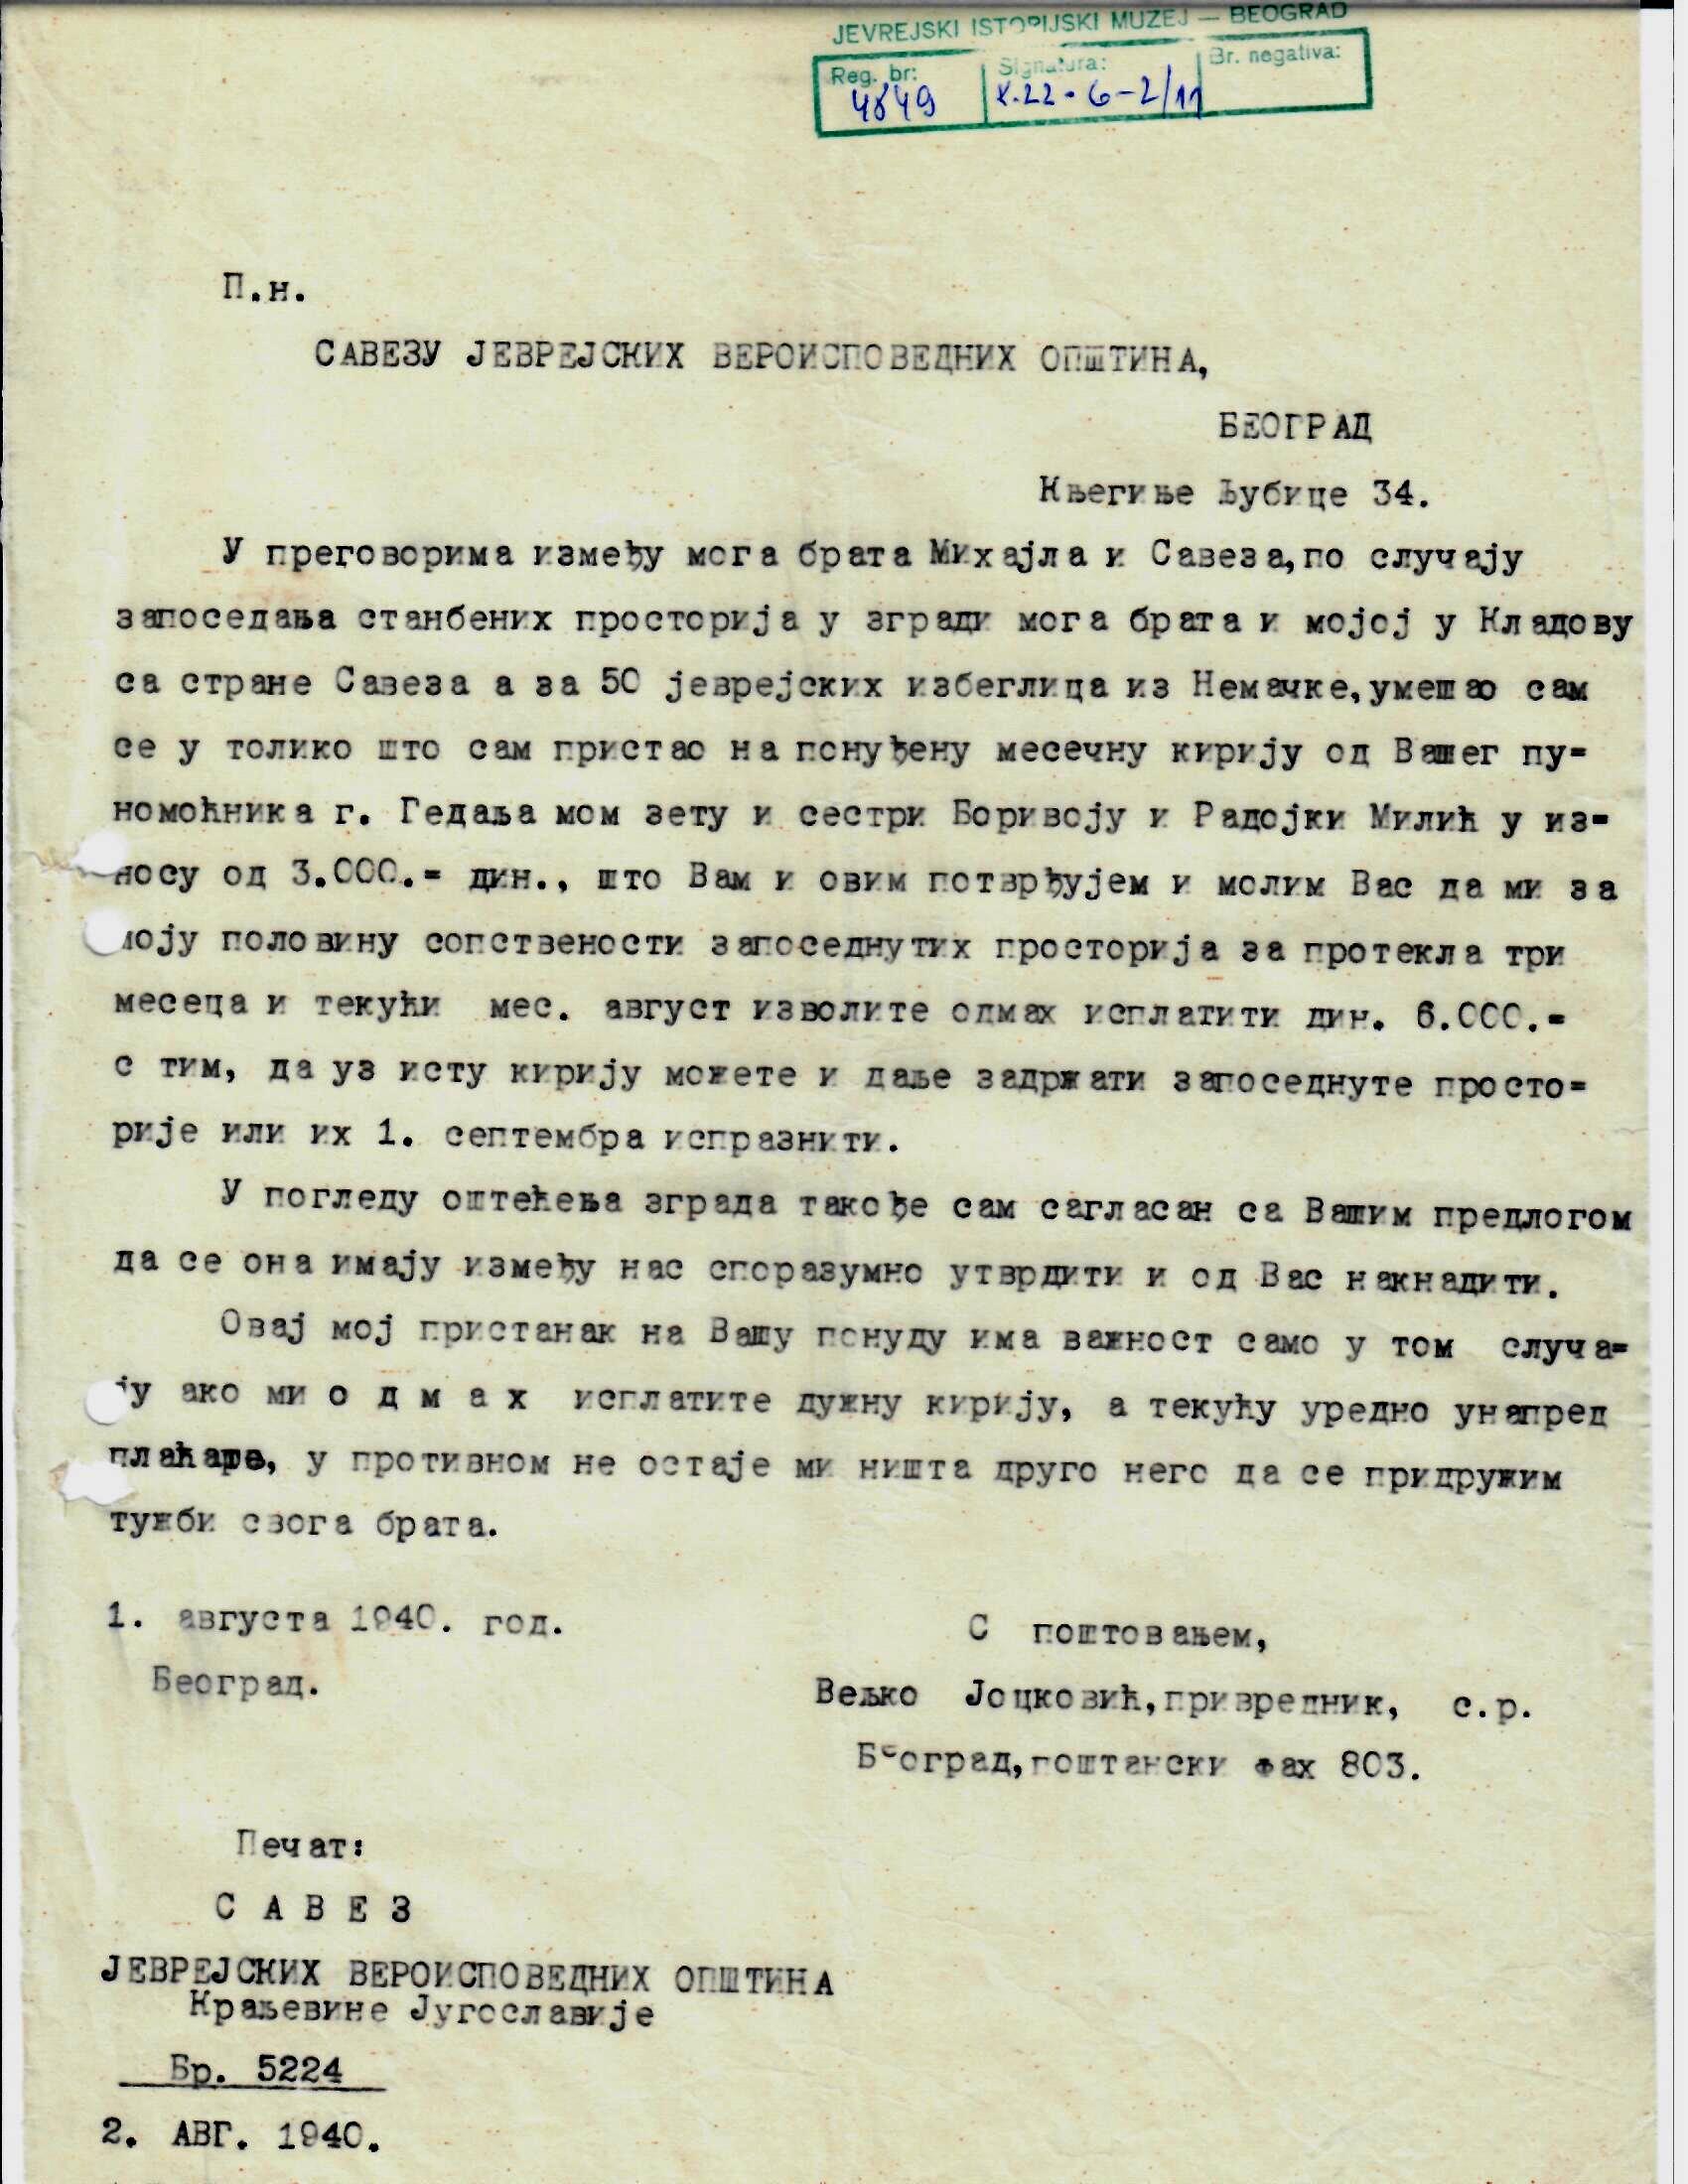 JEVREJSKI ISTORIJSKI MUZEJ — BEOGRAD
Reg. br: Signatura: Br. negativa:
4849 X.22-6-2/11
П.н.
САВЕЗУ ЈЕВРЕЈСКИХ ВЕРОИСПОВЕДНИХ ОПШТИНА,
БЕОГРАД
Књегиње Љубице 34.
У преговорима између мога брата Михајла и Савеза,по случају
запоседања станбених просторија у згради мога брата и мојој у Кладову
са стране Савеза а за 50 јеврејских избеглица из Немачке,умешао сам
се у толико што сам пристао на понуђену месечну кирију од Вашег пу=
номоћника г. Гедаља мом зету и сестри Боривоју и Радојки Милић у из=
носу од 3.000.= дин., што Вам и овим потврђујем и молим Вас да ми за
моју половину сопствености запоседнутих просторија за протекла три
месеца и текући мес. август изволите одмах исплатити дин. 6.000.=
с тим, да уз исту кирију можете и даље задржати запоседнуте просто=
рије или их 1. септембра испразнити.
У погледу оштећења зграда такође сам сагласан са Вашим предлогом
да се она имају између нас споразумно утврдити и од Вас накнадити.
Овај мој пристанак на Вашу понуду има важност само у том случа=
ју ако ми о д м а х исплатите дужну кирију, а текућу уредно унапред
плаћате, у противном не остаје ми ништа друго него да се придружим
тужби свога брата.
1. августа 1940. год.
С поштовањем,
Београд.
Вељко Јоцковић,привредник, с.р.
Београд,поштански фах 803.
Печат:
С А В Е З
ЈЕВРЕЈСКИХ ВЕРОИСПОВЕДНИХ ОПШТИНА
Краљевине Југославије
Бр. 5224
2. АВГ. 1940.